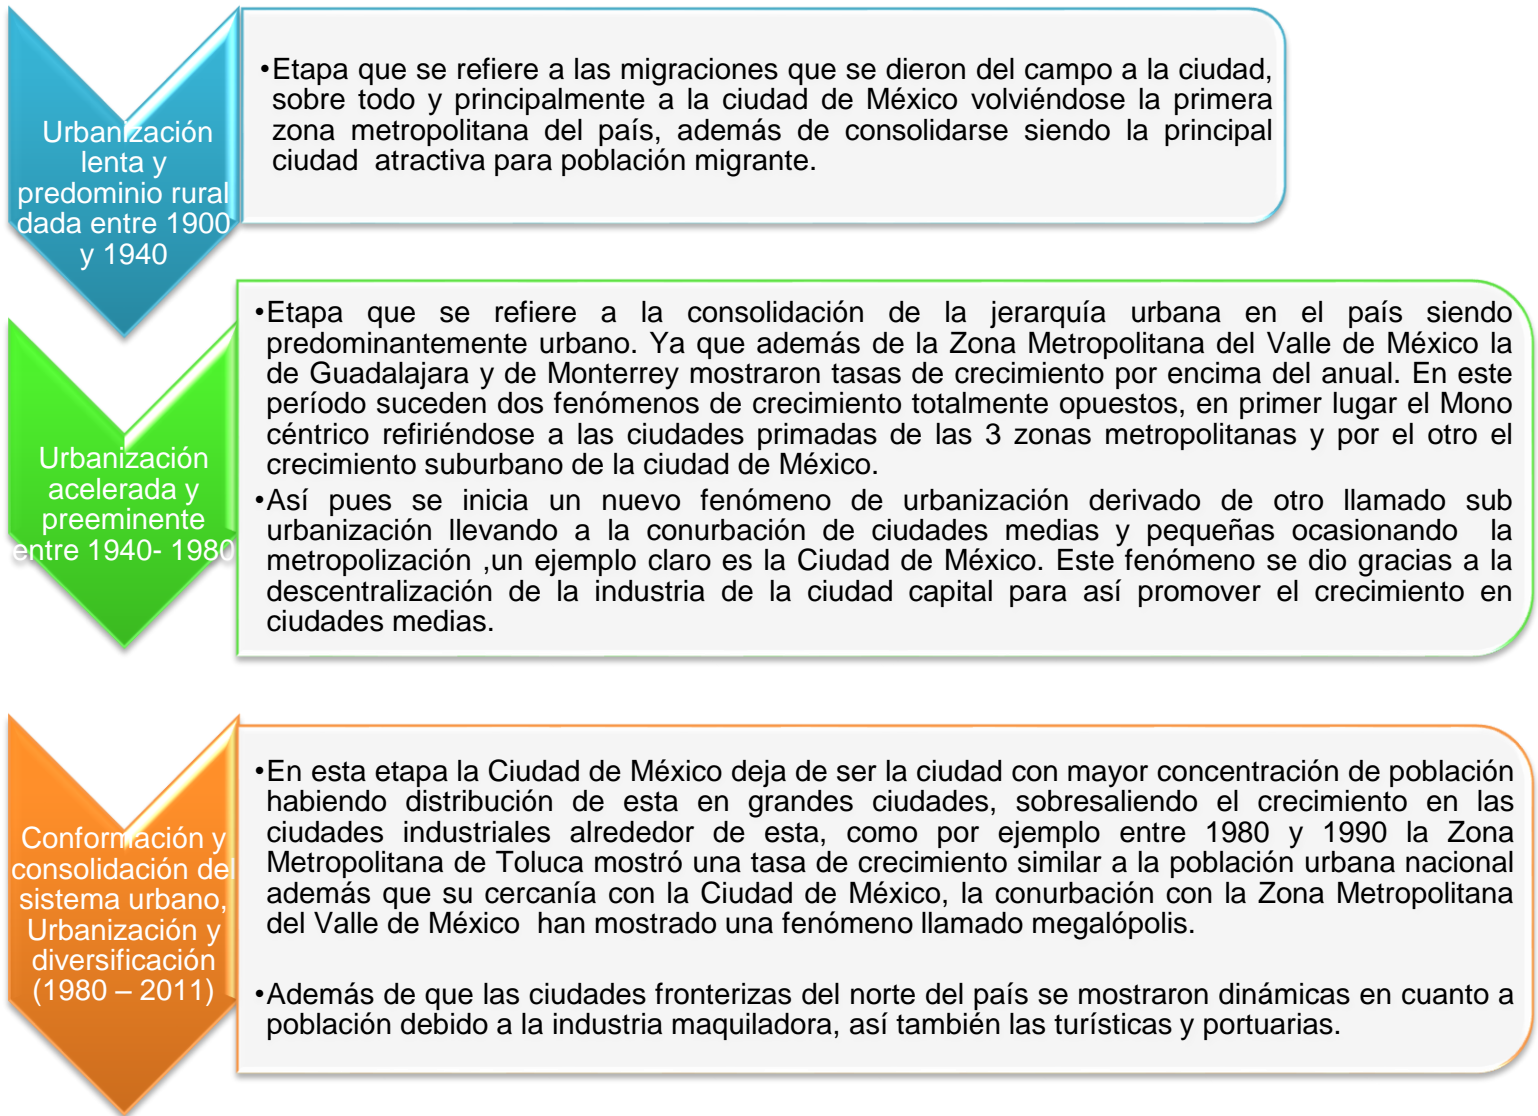 Urbanización
lenta y
predominio rural
dada entre 1900
y 1940
•Etapa que se refiere a las migraciones que se dieron del campo a la ciudad,
sobre todo y principalmente a la ciudad de México volviéndose la primera
zona metropolitana del país, además de consolidarse siendo la principal
ciudad atractiva para población migrante.
Urbanización
acelerada y
preeminente
entre 1940- 1980
•Etapa que se refiere a la consolidación de la jerarquía urbana en el país siendo
predominantemente urbano. Ya que además de la Zona Metropolitana del Valle de México la
de Guadalajara y de Monterrey mostraron tasas de crecimiento por encima del anual. En este
período suceden dos fenómenos de crecimiento totalmente opuestos, en primer lugar el Mono
céntrico refiriéndose a las ciudades primadas de las 3 zonas metropolitanas y por el otro el
crecimiento suburbano de la ciudad de México.
•Así pues se inicia un nuevo fenómeno de urbanización derivado de otro llamado sub
urbanización llevando a la conurbación de ciudades medias y pequeñas ocasionando la
metropolización ,un ejemplo claro es la Ciudad de México. Este fenómeno se dio gracias a la
descentralización de la industria de la ciudad capital para así promover el crecimiento en
ciudades medias.
Conformación y
consolidación del
sistema urbano,
Urbanización y
diversificación
(1980 – 2011)
•En esta etapa la Ciudad de México deja de ser la ciudad con mayor concentración de población
habiendo distribución de esta en grandes ciudades, sobresaliendo el crecimiento en las
ciudades industriales alrededor de esta, como por ejemplo entre 1980 y 1990 la Zona
Metropolitana de Toluca mostró una tasa de crecimiento similar a la población urbana nacional
además que su cercanía con la Ciudad de México, la conurbación con la Zona Metropolitana
del Valle de México han mostrado una fenómeno llamado megalópolis.
•Además de que las ciudades fronterizas del norte del país se mostraron dinámicas en cuanto a
población debido a la industria maquiladora, así también las turísticas y portuarias.